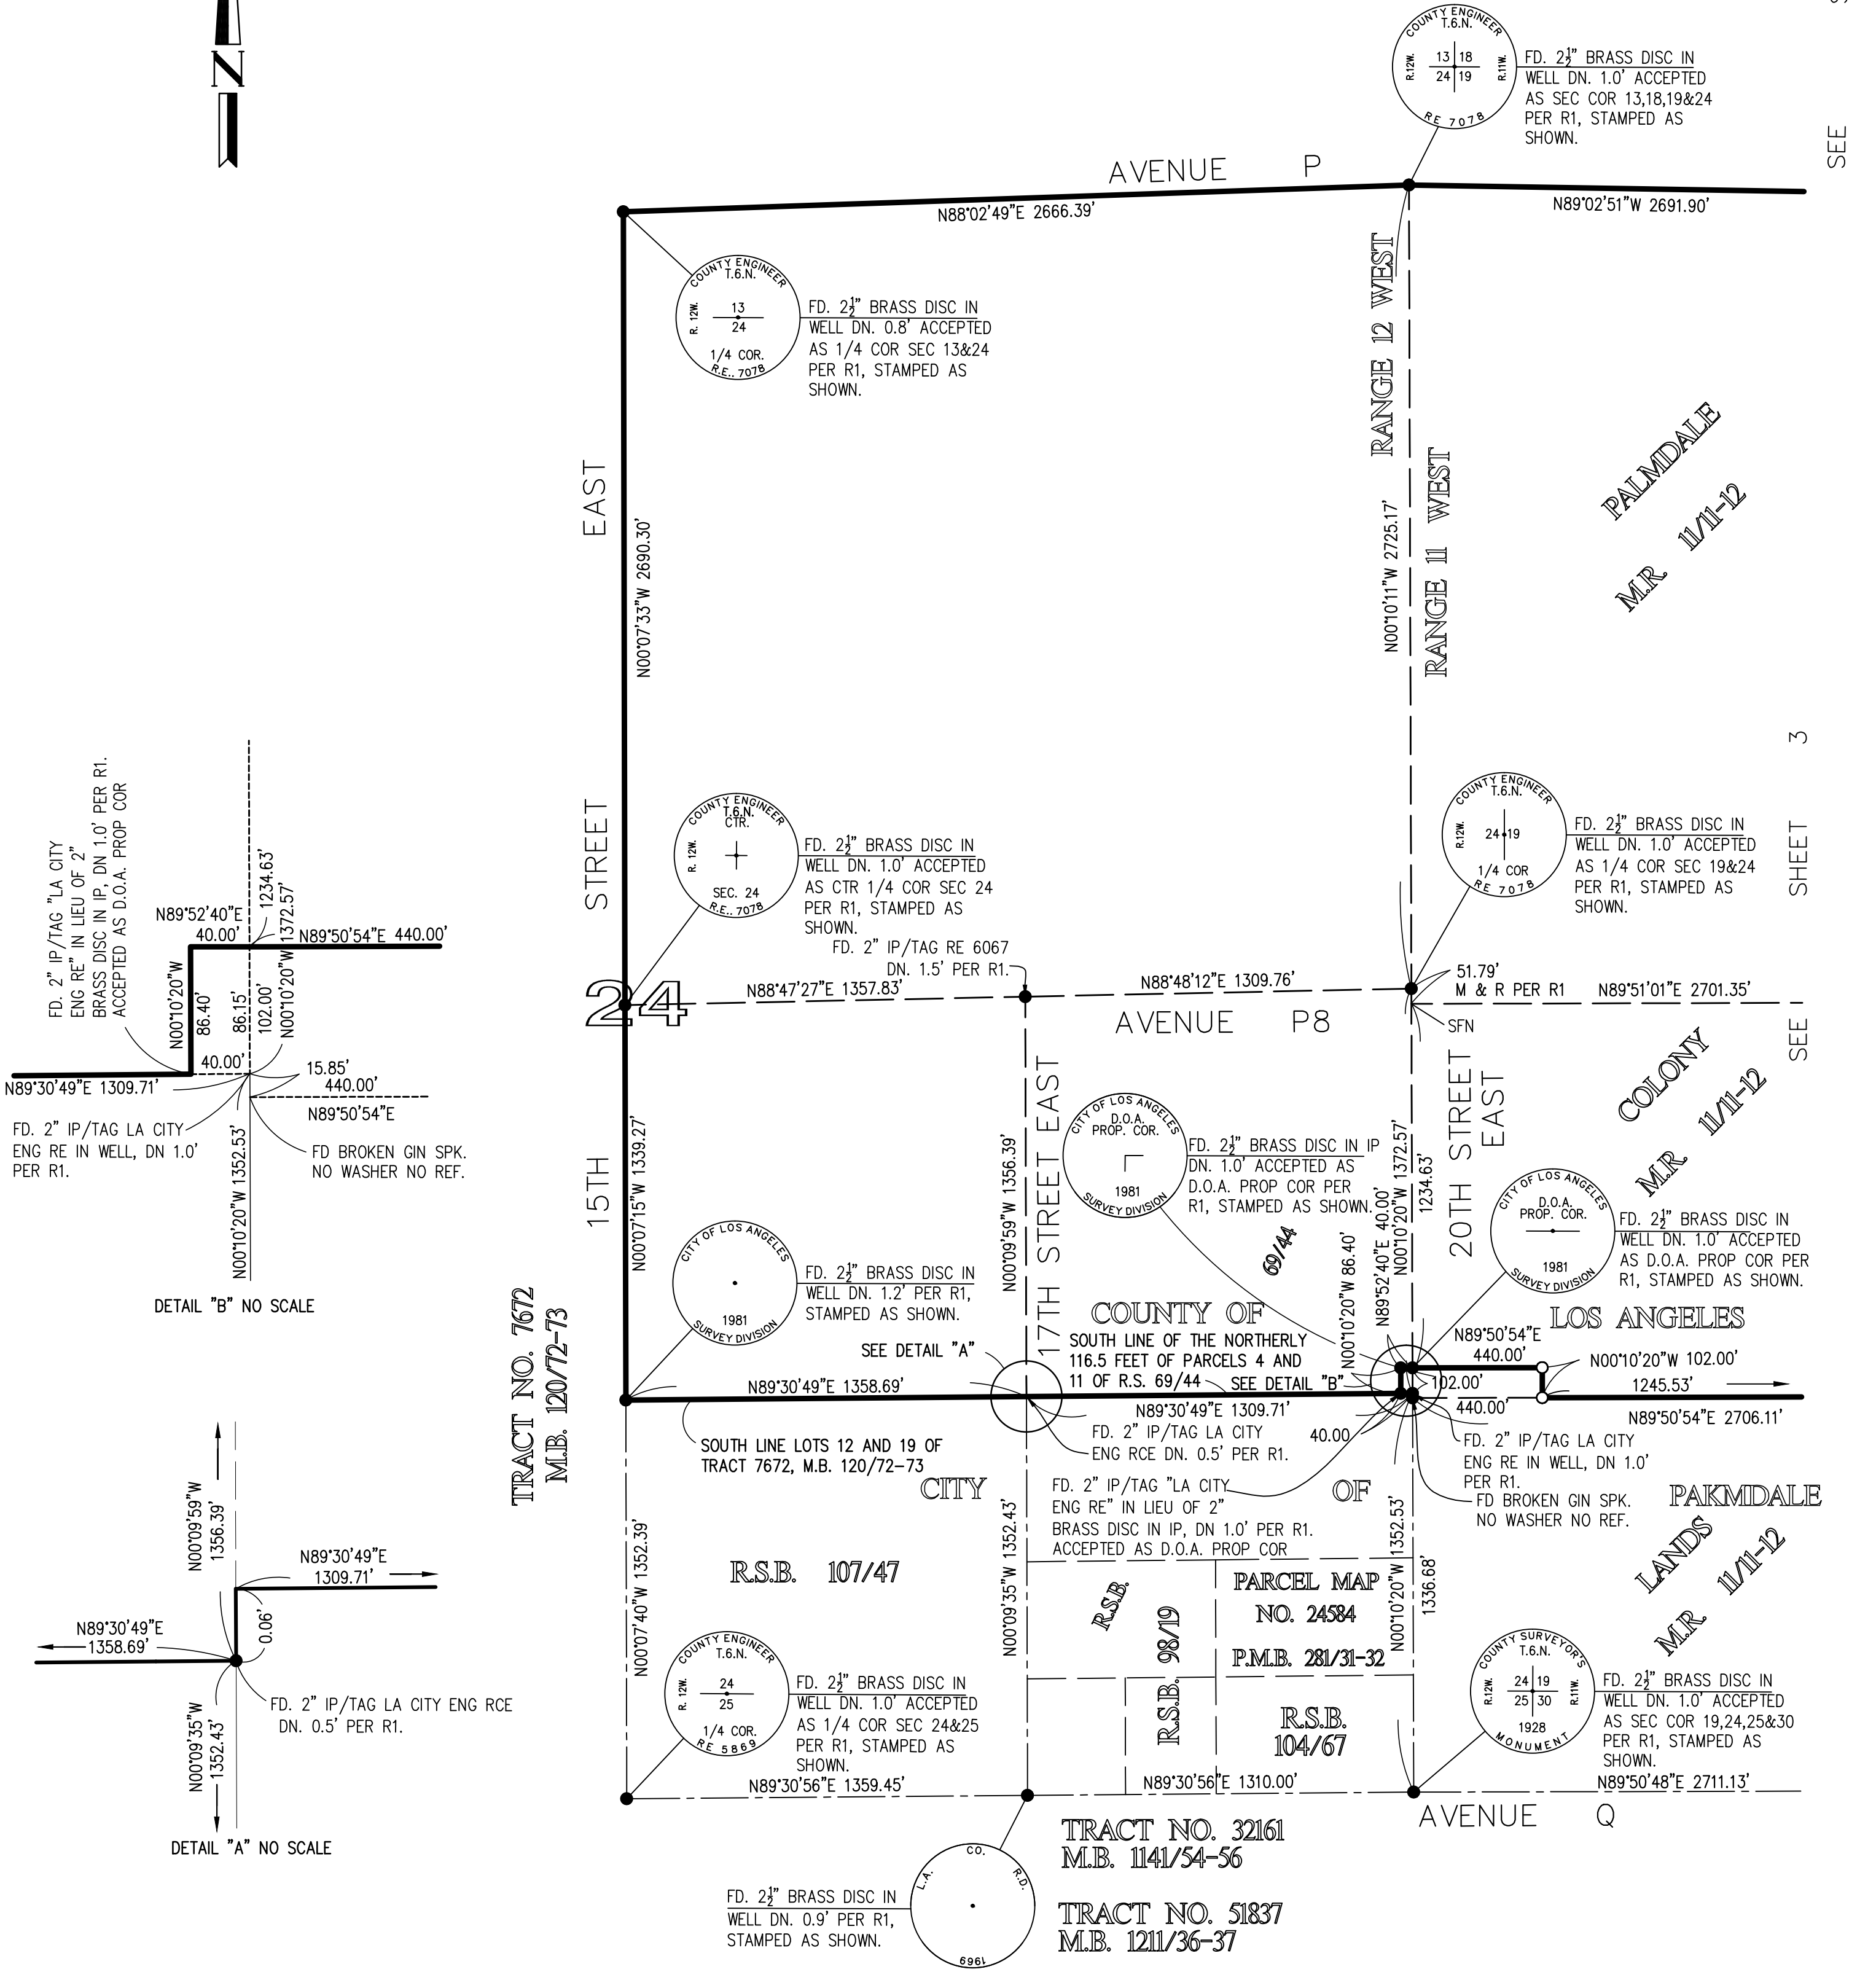 N
COUNTY ENGINEER
T.6.N.
R.12W.
13 18
24 19
R.11W.
RE 7078
FD. 2½" BRASS DISC IN
WELL DN. 1.0' ACCEPTED
AS SEC COR 13,18,19&24
PER R1, STAMPED AS
SHOWN.
SEE
AVENUE P
N88°02'49"E 2666.39'
N89°02'51"W 2691.90'
COUNTY ENGINEER
T.6.N.
R. 12W.
13
24
1/4 COR.
R.E.. 7078
FD. 2½" BRASS DISC IN
WELL DN. 0.8' ACCEPTED
AS 1/4 COR SEC 13&24
PER R1, STAMPED AS
SHOWN.
RANGE 12 WEST
RANGE 11 WEST
N00°10'11"W 2725.17'
PALMDALE
M.R. 11/11-12
15TH STREET EAST
N00°07'33"W 2690.30'
COUNTY ENGINEER
T.6.N.
CTR.
R. 12W.
SEC. 24
R.E.. 7078
FD. 2½" BRASS DISC IN
WELL DN. 1.0' ACCEPTED
AS CTR 1/4 COR SEC 24
PER R1, STAMPED AS
SHOWN.
FD. 2" IP/TAG RE 6067
DN. 1.5' PER R1.
COUNTY ENGINEER
T.6.N.
R.12W.
24 19
1/4 COR
RE 7078
FD. 2½" BRASS DISC IN
WELL DN. 1.0' ACCEPTED
AS 1/4 COR SEC 19&24
PER R1, STAMPED AS
SHOWN.
SEE SHEET 3
24
N88°47'27"E 1357.83'
N88°48'12"E 1309.76'
51.79'
M & R PER R1
N89°51'01"E 2701.35'
SFN
AVENUE P8
FD. 2" IP/TAG "LA CITY
ENG RE" IN LIEU OF 2"
BRASS DISC IN IP, DN 1.0' PER R1.
ACCEPTED AS D.O.A. PROP COR
N89°52'40"E
40.00'
1234.63'
N00°10'20"W 1372.57'
N89°50'54"E 440.00'
N00°10'20"W
86.40'
86.15'
102.00'
40.00'
15.85'
N89°30'49"E 1309.71'
440.00'
N89°50'54"E
FD. 2" IP/TAG LA CITY
ENG RE IN WELL, DN 1.0'
PER R1.
FD BROKEN GIN SPK.
NO WASHER NO REF.
N00°10'20"W 1352.53'
DETAIL "B" NO SCALE
N00°07'15"W 1339.27'
N00°09'59"W 1356.39'
17TH STREET EAST
CITY OF LOS ANGELES
D.O.A.
PROP. COR.
1981
SURVEY DIVISION
FD. 2½" BRASS DISC IN IP
DN. 1.0' ACCEPTED AS
D.O.A. PROP COR PER
R1, STAMPED AS SHOWN.
69/44
N00°10'20"W 86.40'
N89°52'40"E 40.00'
N00°10'20"W 1372.57'
1234.63'
20TH STREET
EAST
COLONY
M.R. 11/11-12
CITY OF LOS ANGELES
D.O.A.
PROP. COR.
1981
SURVEY DIVISION
FD. 2½" BRASS DISC IN
WELL DN. 1.0' ACCEPTED
AS D.O.A. PROP COR PER
R1, STAMPED AS SHOWN.
CITY OF LOS ANGELES
1981
SURVEY DIVISION
FD. 2½" BRASS DISC IN
WELL DN. 1.2' PER R1,
STAMPED AS SHOWN.
TRACT NO. 7672
M.B. 120/72-73
COUNTY OF
LOS ANGELES
SOUTH LINE OF THE NORTHERLY
116.5 FEET OF PARCELS 4 AND
11 OF R.S. 69/44
SEE DETAIL "A"
SEE DETAIL "B"
N89°50'54"E
440.00'
N00°10'20"W 102.00'
102.00'
1245.53'
N89°30'49"E 1358.69'
N89°30'49"E 1309.71'
440.00'
N89°50'54"E 2706.11'
40.00
SOUTH LINE LOTS 12 AND 19 OF
TRACT 7672, M.B. 120/72-73
FD. 2" IP/TAG LA CITY
ENG RCE DN. 0.5' PER R1.
FD. 2" IP/TAG LA CITY
ENG RE IN WELL, DN 1.0'
PER R1.
FD BROKEN GIN SPK.
NO WASHER NO REF.
CITY
OF
PAKMDALE
FD. 2" IP/TAG "LA CITY
ENG RE" IN LIEU OF 2"
BRASS DISC IN IP, DN 1.0' PER R1.
ACCEPTED AS D.O.A. PROP COR
LANDS
M.R. 11/11-12
N00°07'40"W 1352.39'
N00°09'35"W 1352.43'
N00°10'20"W 1352.53'
1336.68'
R.S.B. 107/47
R.S.B.
R.S.B. 98/19
PARCEL MAP
NO. 24584
P.M.B. 281/31-32
R.S.B.
104/67
N00°09'59"W
1356.39'
N89°30'49"E
1309.71'
N89°30'49"E
1358.69'
0.06'
FD. 2" IP/TAG LA CITY ENG RCE
DN. 0.5' PER R1.
N00°09'35"W
1352.43'
DETAIL "A" NO SCALE
COUNTY ENGINEER
T.6.N.
R. 12W.
24
25
1/4 COR.
RE 5869
FD. 2½" BRASS DISC IN
WELL DN. 1.0' ACCEPTED
AS 1/4 COR SEC 24&25
PER R1, STAMPED AS
SHOWN.
COUNTY SURVEYOR'S
T.6.N.
R.12W.
24 19
25 30
R.11W.
1928
MONUMENT
FD. 2½" BRASS DISC IN
WELL DN. 1.0' ACCEPTED
AS SEC COR 19,24,25&30
PER R1, STAMPED AS
SHOWN.
N89°30'56"E 1359.45'
N89°30'56"E 1310.00'
N89°50'48"E 2711.13'
AVENUE Q
TRACT NO. 32161
M.B. 1141/54-56
L.A. CO. R.D.
1969
FD. 2½" BRASS DISC IN
WELL DN. 0.9' PER R1,
STAMPED AS SHOWN.
TRACT NO. 51837
M.B. 1211/36-37